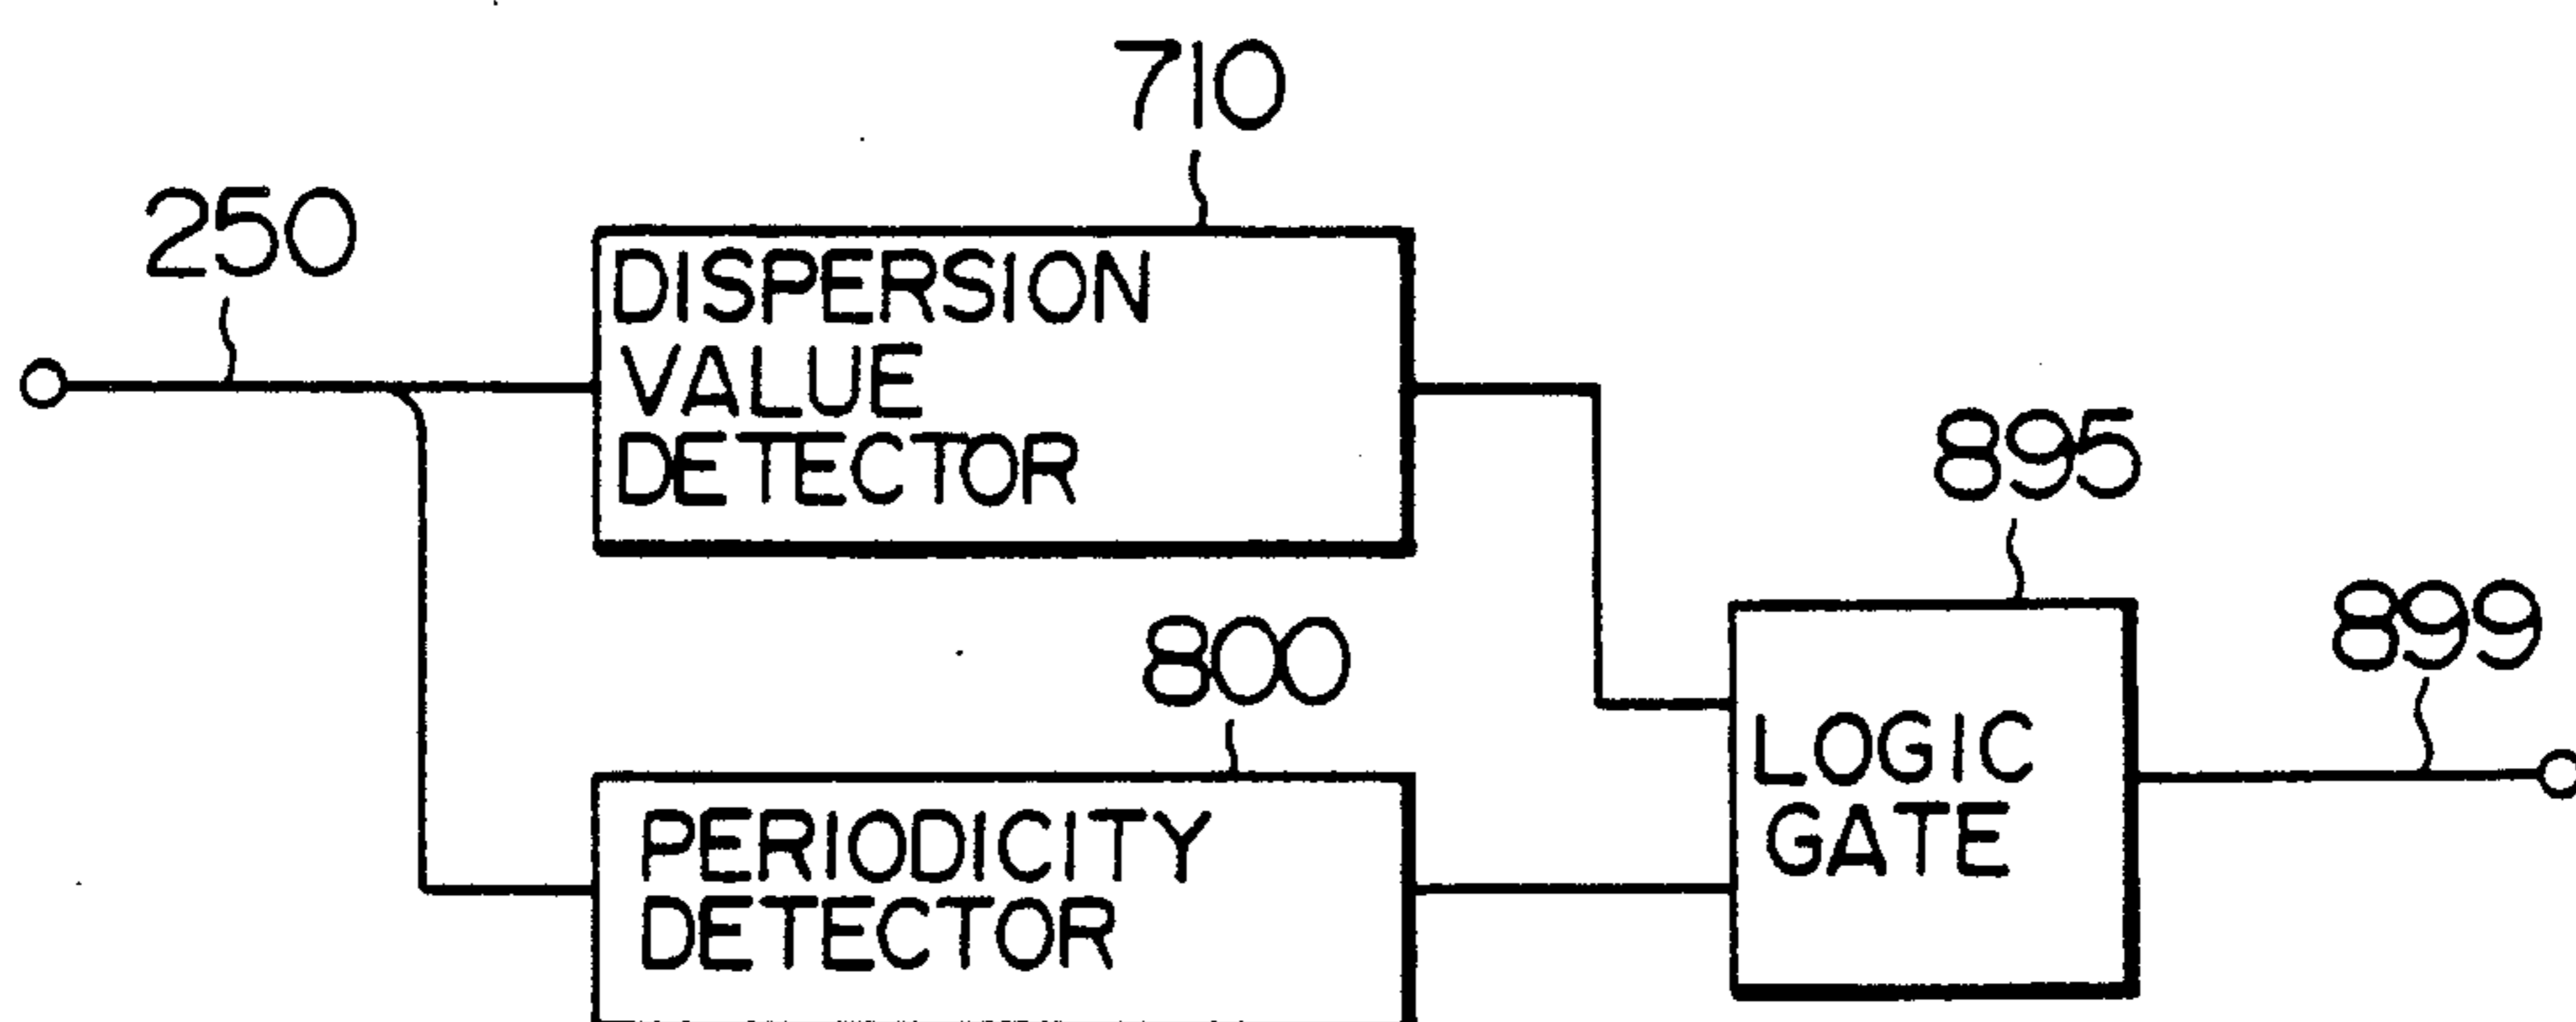 710
250
DISPERSION
VALUE
DETECTOR
895
899
800
LOGIC
GATE
PERIODICITY
DETECTOR